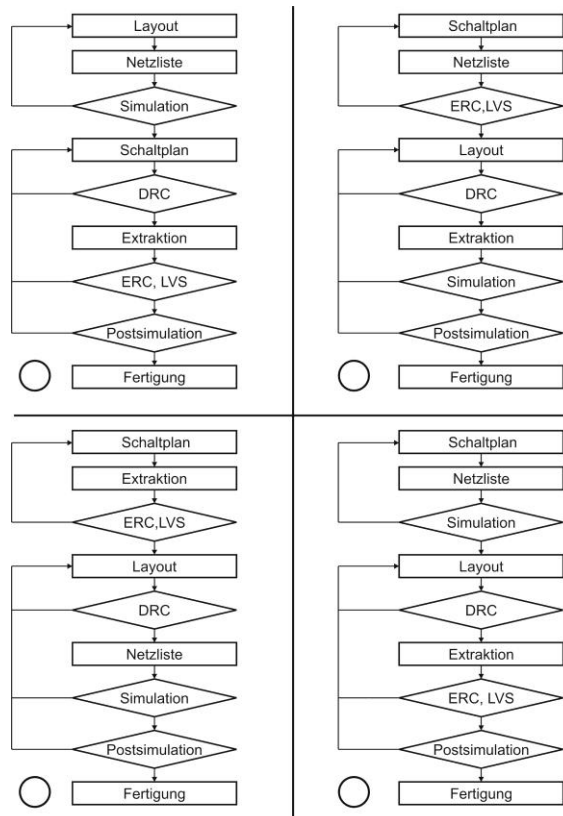 Layout
Netzliste
Simulation
Schaltplan
DRC
Extraktion
ERC, LVS
Postsimulation
Fertigung
Schaltplan
Netzliste
ERC,LVS
Layout
DRC
Extraktion
Simulation
Postsimulation
Fertigung
Schaltplan
Extraktion
ERC,LVS
Layout
DRC
Netzliste
Simulation
Postsimulation
Fertigung
Schaltplan
Netzliste
Simulation
Layout
DRC
Extraktion
ERC, LVS
Postsimulation
Fertigung